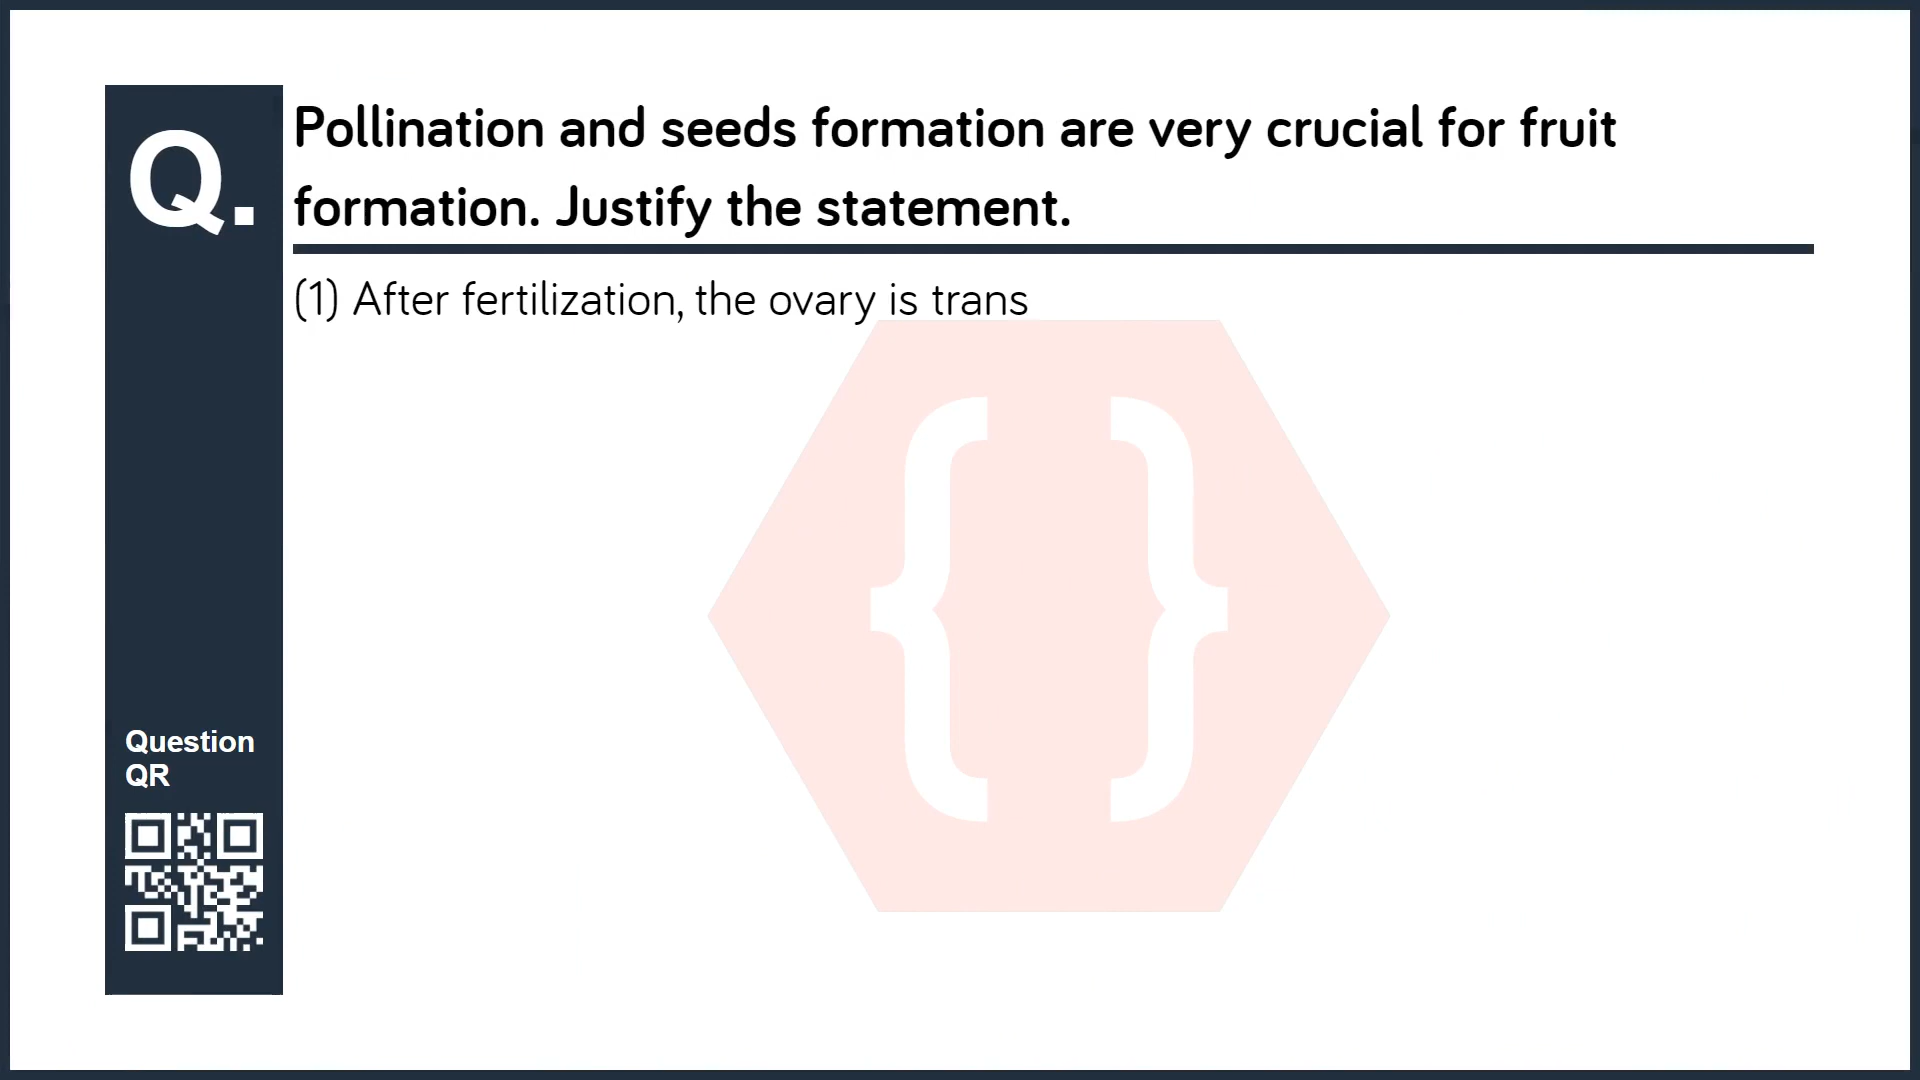 Q.
Pollination and seeds formation are very crucial for fruit
formation. Justify the statement.
(1) After fertilization, the ovary is trans
Question
QR